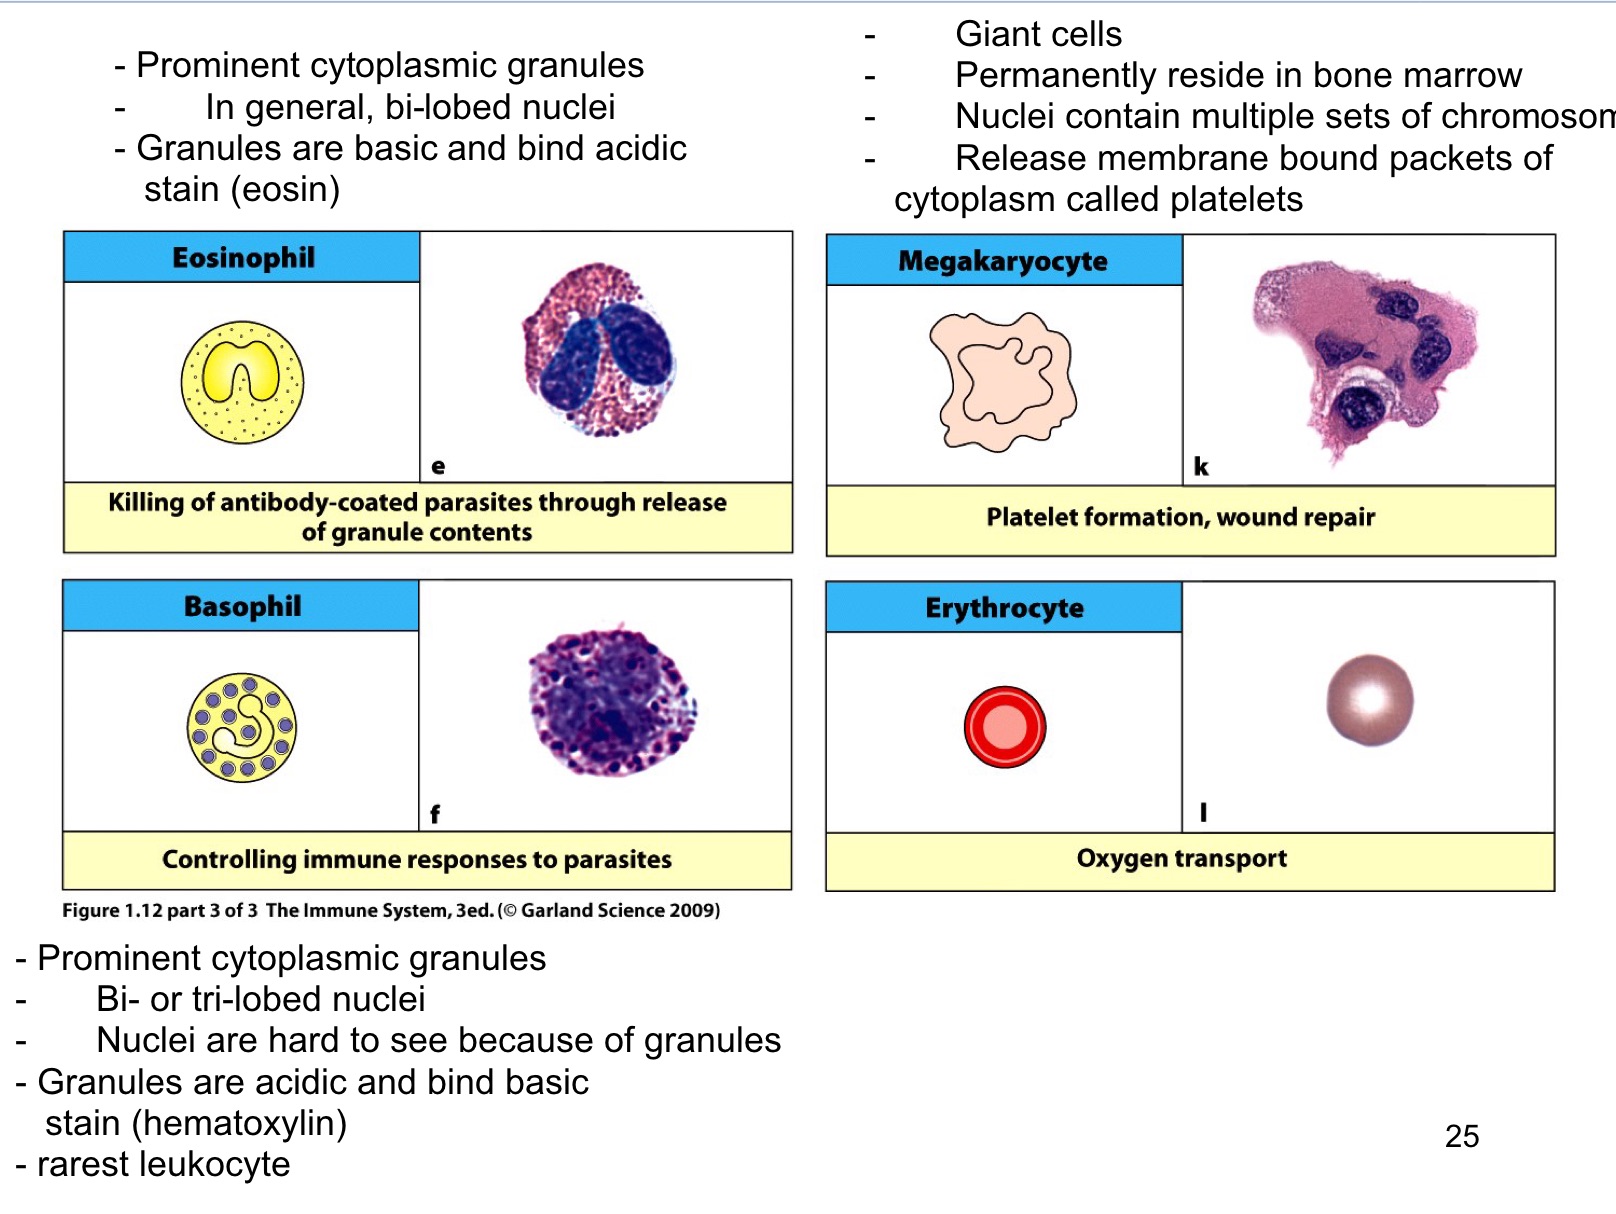 - Prominent cytoplasmic granules
- In general, bi-lobed nuclei
- Granules are basic and bind acidic
stain (eosin)
- Giant cells
- Permanently reside in bone marrow
- Nuclei contain multiple sets of chromosom
- Release membrane bound packets of
cytoplasm called platelets
Eosinophil
e
Killing of antibody-coated parasites through release
of granule contents
Megakaryocyte
k
Platelet formation, wound repair
Basophil
f
Controlling immune responses to parasites
Erythrocyte
l
Oxygen transport
Figure 1.12 part 3 of 3 The Immune System, 3ed. (© Garland Science 2009)
- Prominent cytoplasmic granules
- Bi- or tri-lobed nuclei
- Nuclei are hard to see because of granules
- Granules are acidic and bind basic
stain (hematoxylin)
- rarest leukocyte
25